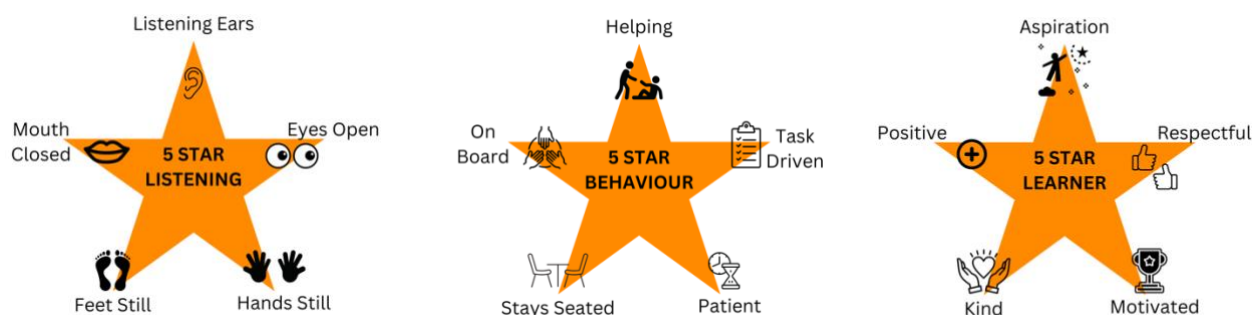 Listening Ears
Mouth
Closed
Eyes Open
5 STAR
LISTENING
Feet Still
Hands Still
Helping
On
Board
Task
Driven
5 STAR
BEHAVIOUR
Stays Seated
Patient
Aspiration
Positive
Respectful
5 STAR
LEARNER
Kind
Motivated